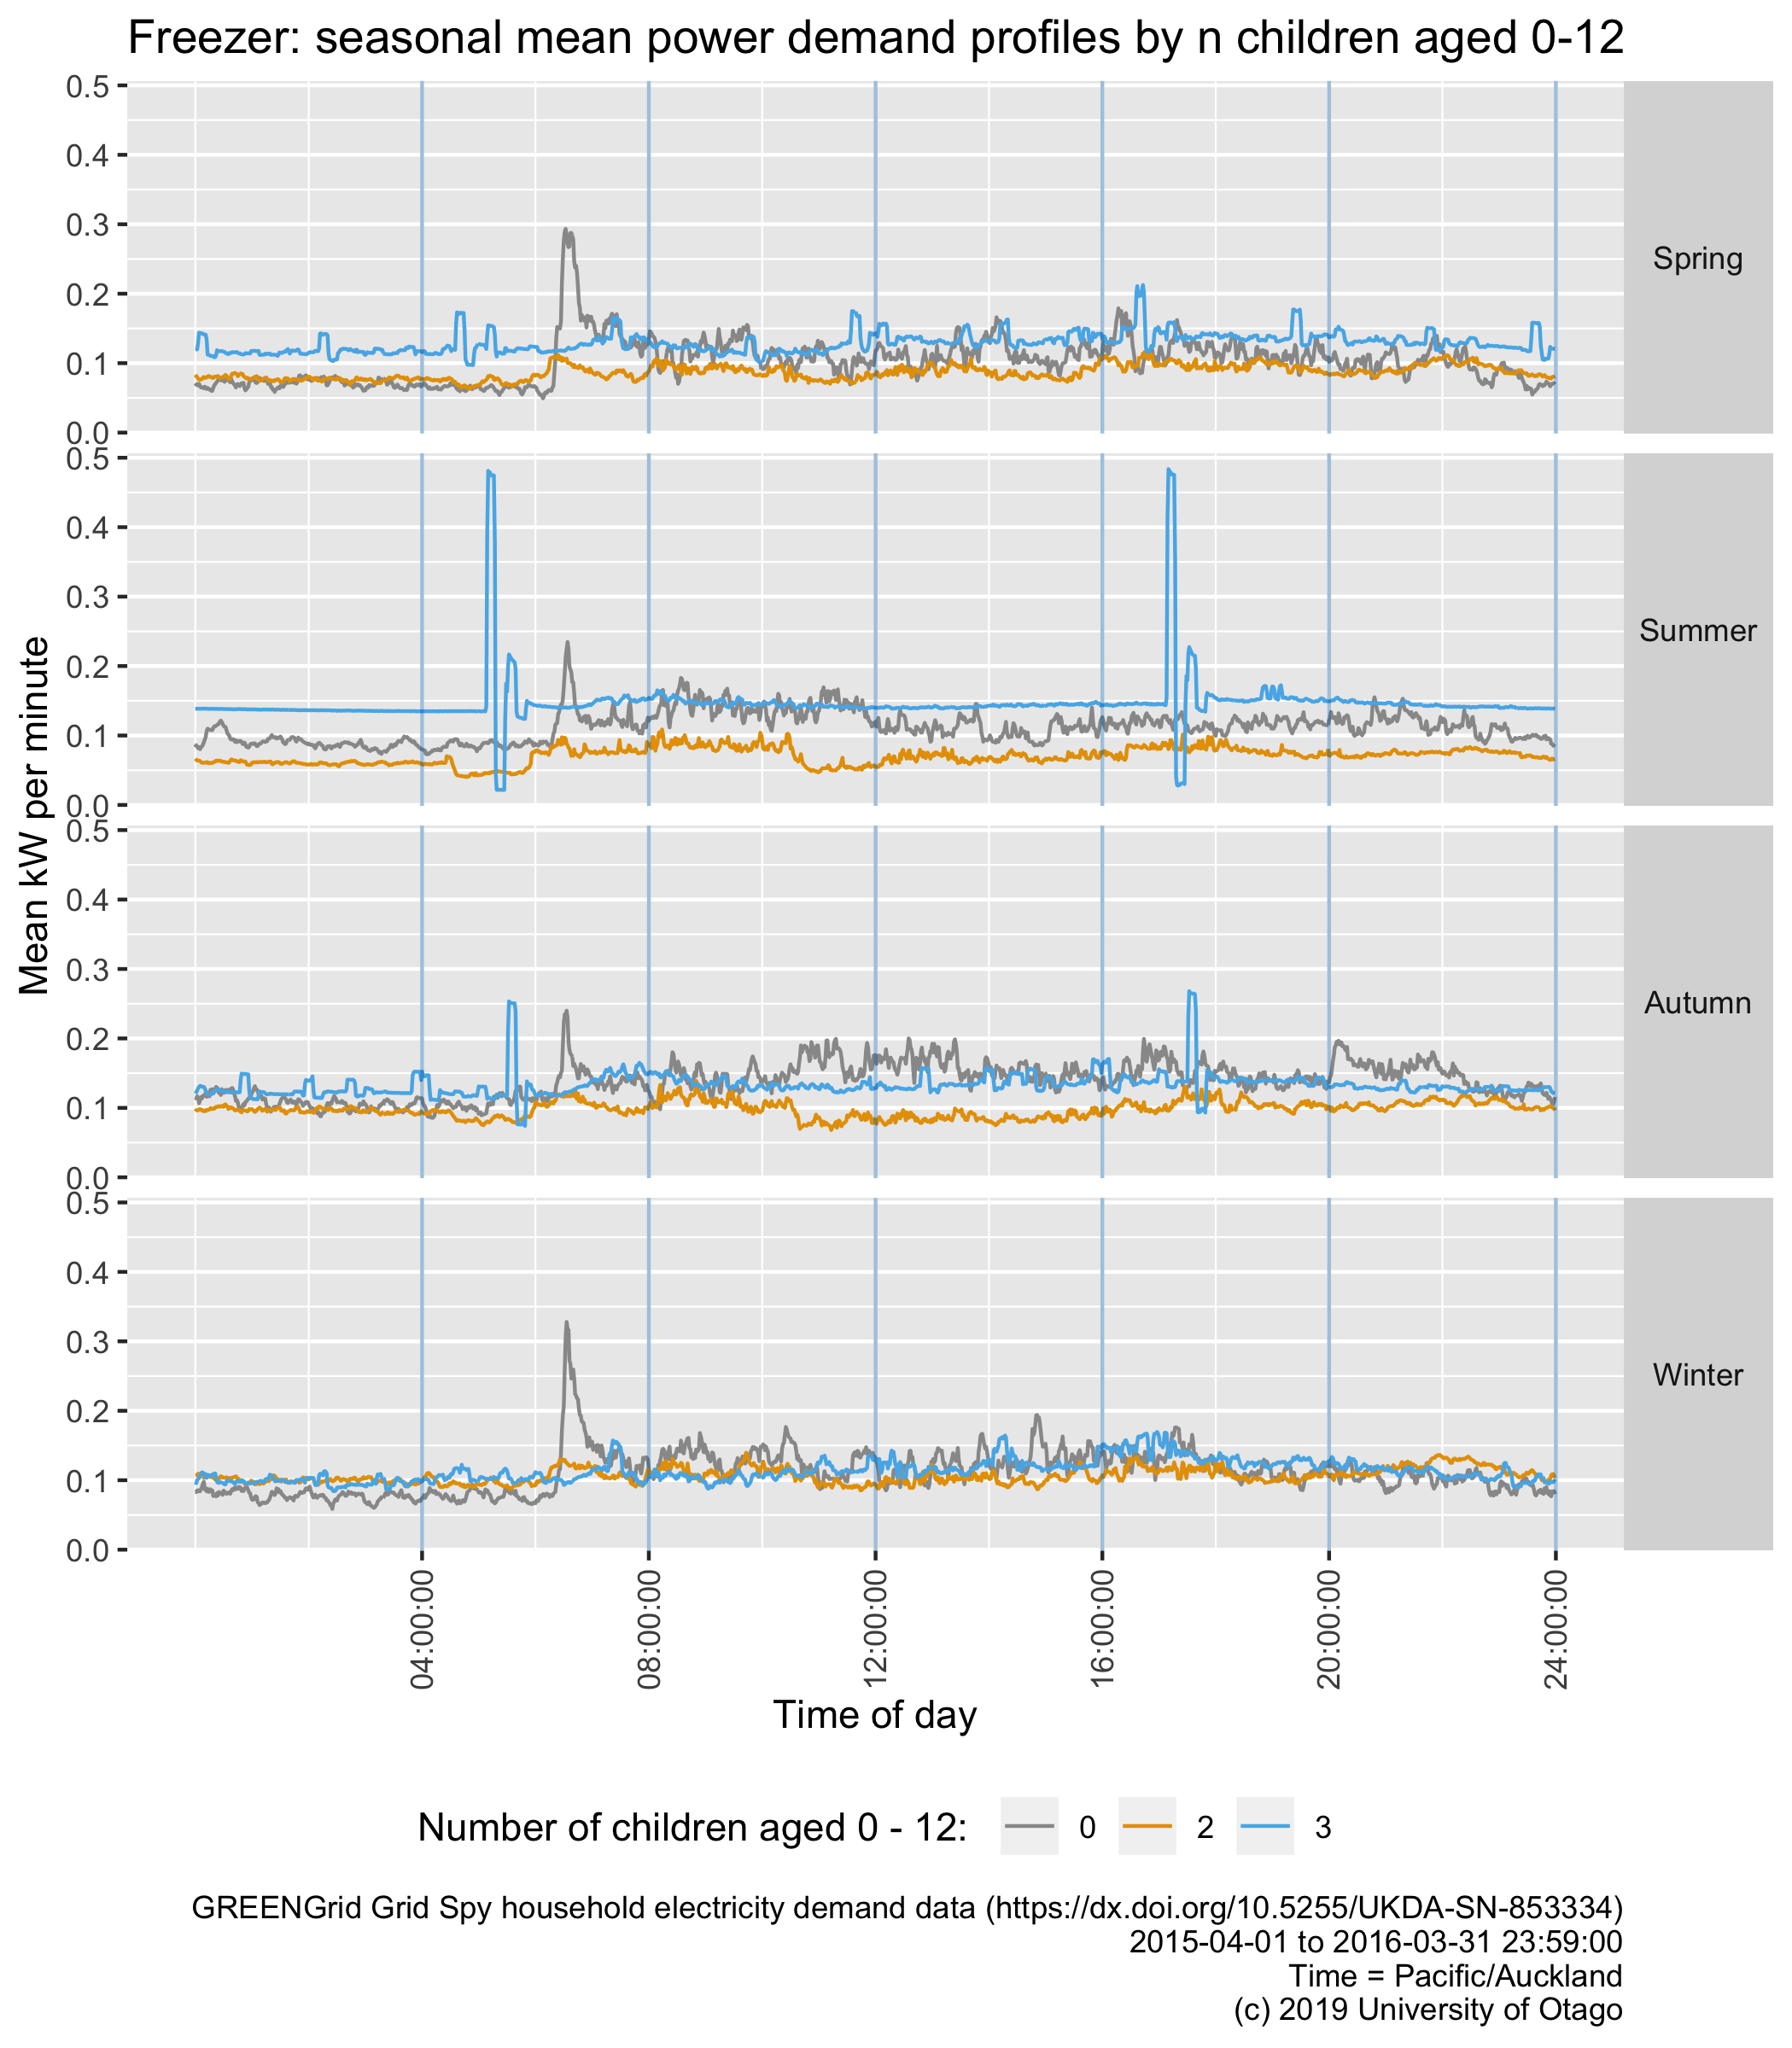 Freezer: seasonal mean power demand profiles by n children aged 0-12
Mean kW per minute
0.5
0.4
0.3
0.2
0.1
0.0
Spring
0.5
0.4
0.3
0.2
0.1
0.0
Summer
0.5
0.4
0.3
0.2
0.1
0.0
Autumn
0.5
0.4
0.3
0.2
0.1
0.0
Winter
04:00:00
08:00:00
12:00:00
16:00:00
20:00:00
24:00:00
Time of day
Number of children aged 0 - 12: 0 2 3
GREENGrid Grid Spy household electricity demand data (https://dx.doi.org/10.5255/UKDA-SN-853334)
2015-04-01 to 2016-03-31 23:59:00
Time = Pacific/Auckland
(c) 2019 University of Otago